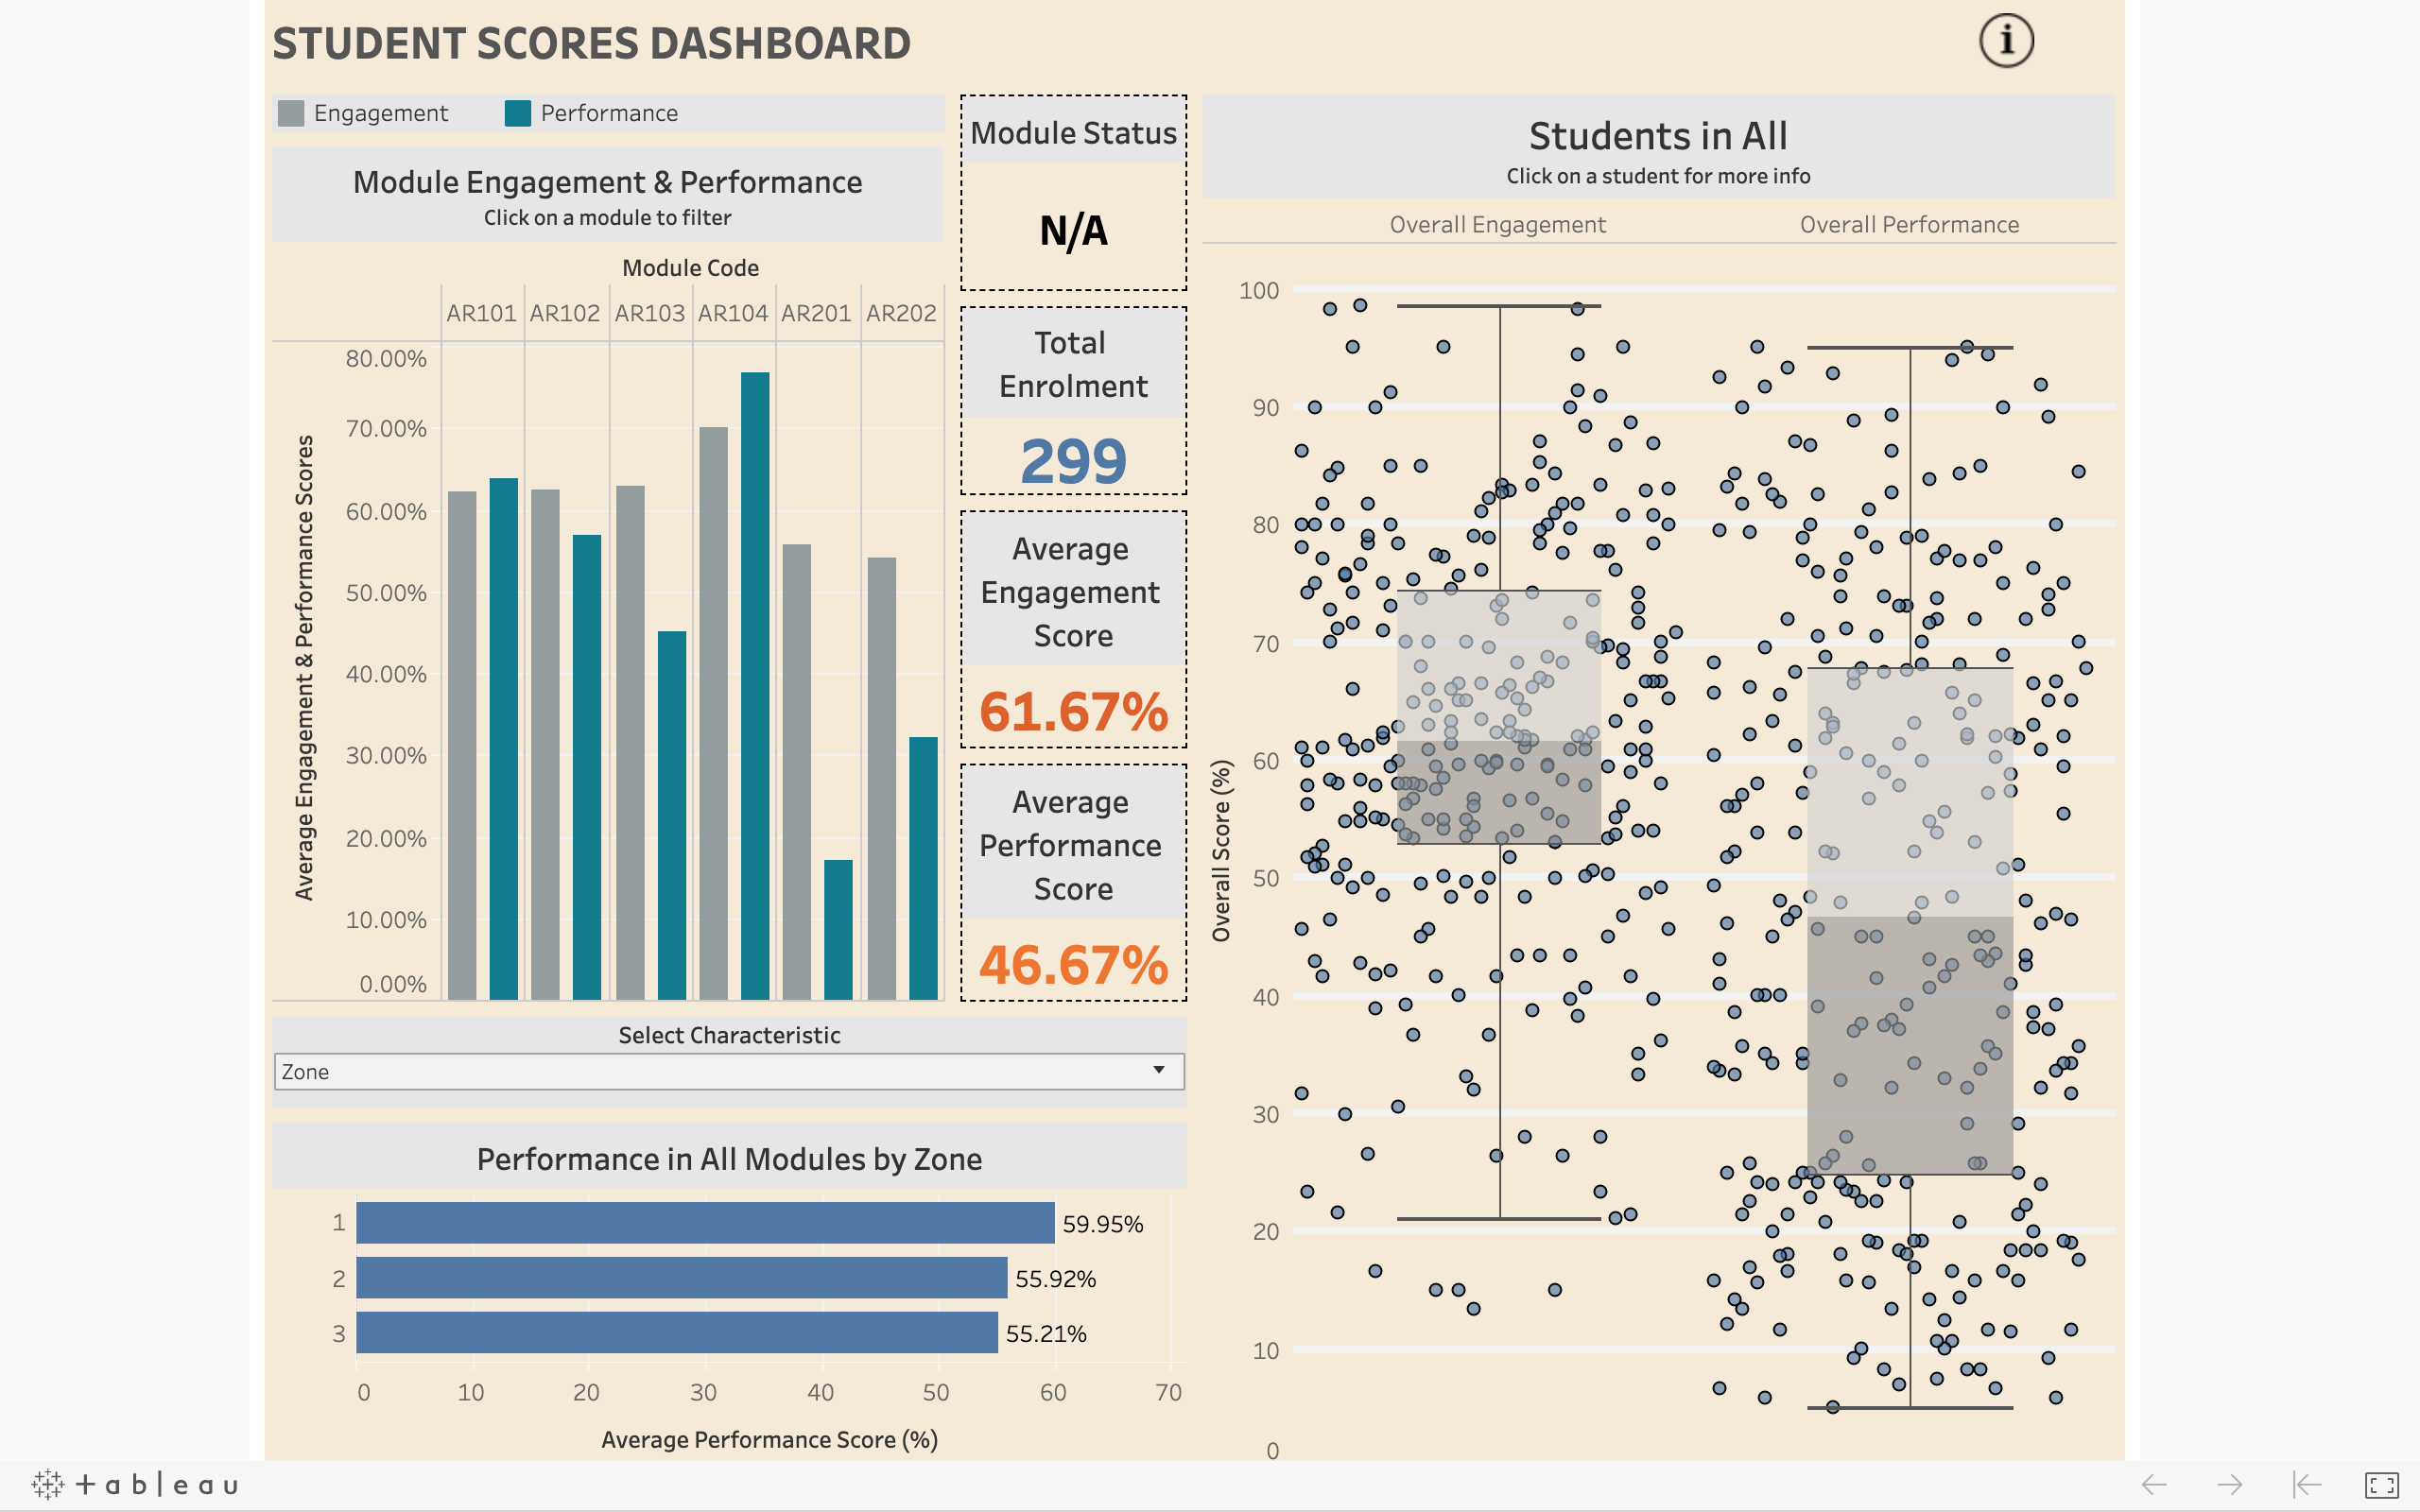 STUDENT SCORES DASHBOARD
i
Engagement
Performance
Module Engagement & Performance
Click on a module to filter
Module Code
AR101 AR102 AR103 AR104 AR201 AR202
Average Engagement & Performance Scores
80.00%
70.00%
60.00%
50.00%
40.00%
30.00%
20.00%
10.00%
0.00%
Module Status
N/A
Total
Enrolment
299
Average
Engagement
Score
61.67%
Average
Performance
Score
46.67%
Select Characteristic
Zone
Performance in All Modules by Zone
1 59.95%
2 55.92%
3 55.21%
0 10 20 30 40 50 60 70
Average Performance Score (%)
Students in All
Click on a student for more info
Overall Engagement
Overall Performance
Overall Score (%)
100
90
80
70
60
50
40
30
20
10
0
+ a b l e a u